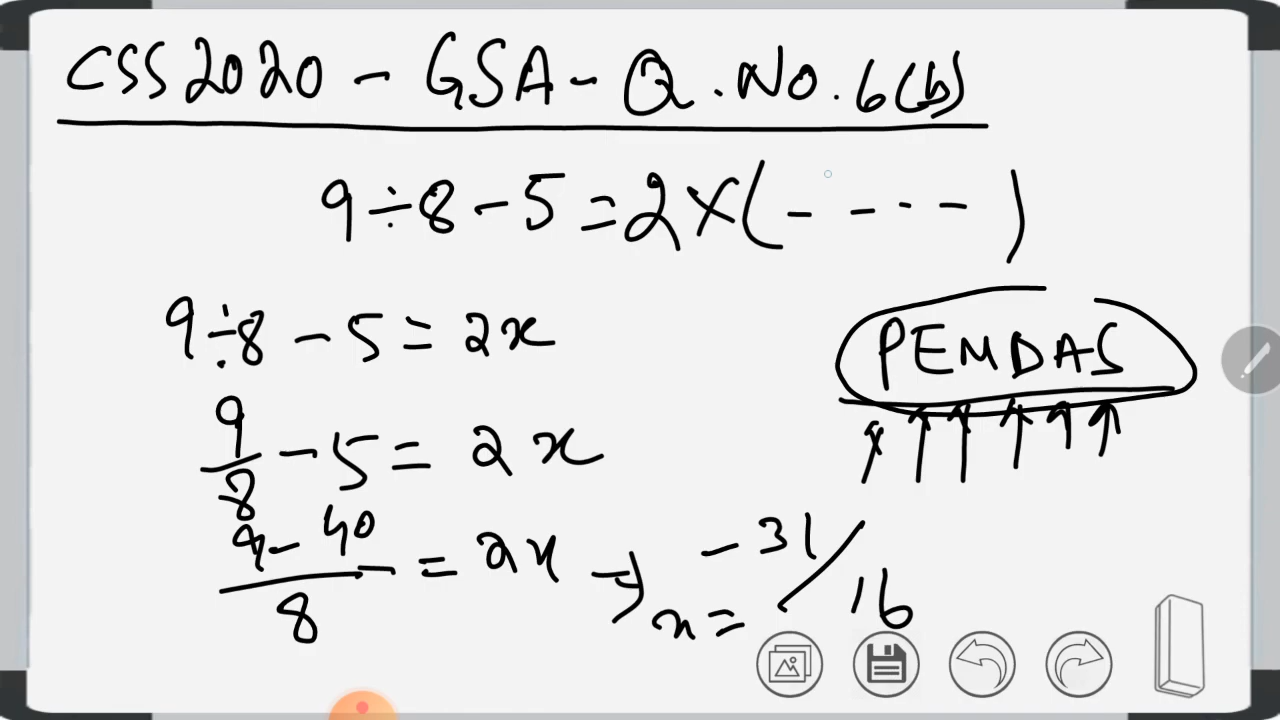 CSS 2020 - GSA - Q.No.6(b)
9÷8-5=2×(- - - - -)
9÷8-5=2x
PEMDAS
9/8-5=2x
9-40/8=2x → x=-31/16